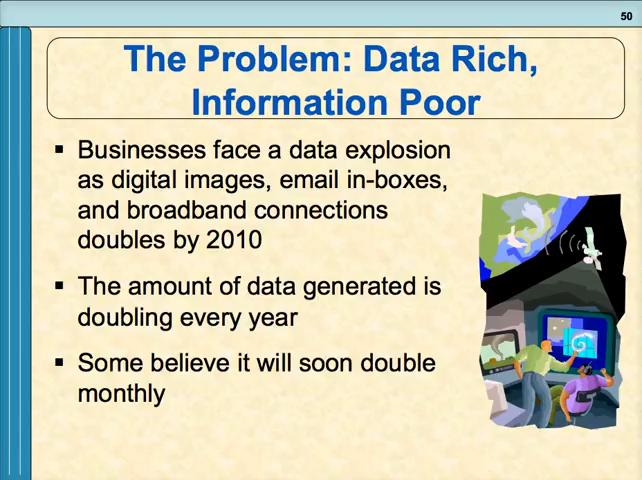 50
The Problem: Data Rich,
Information Poor
▪ Businesses face a data explosion
as digital images, email in-boxes,
and broadband connections
doubles by 2010
▪ The amount of data generated is
doubling every year
▪ Some believe it will soon double
monthly